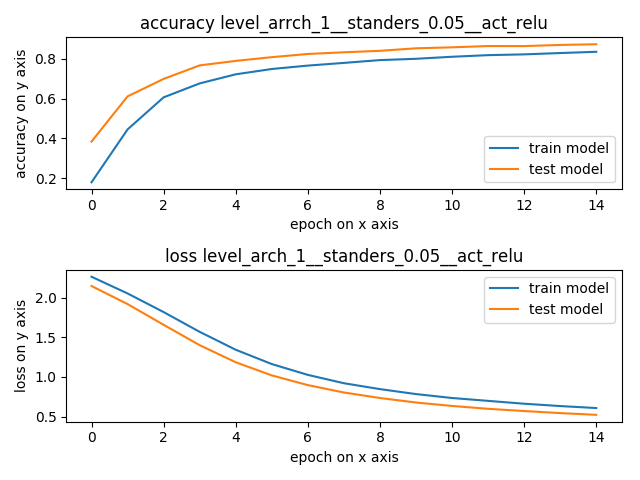 accuracy level_arrch_1__standers_0.05__act_relu
accuracy on y axis
0.8
0.6
0.4
0.2
train model
test model
0 2 4 6 8 10 12 14
epoch on x axis
loss level_arch_1__standers_0.05__act_relu
loss on y axis
2.0
1.5
1.0
0.5
train model
test model
0 2 4 6 8 10 12 14
epoch on x axis